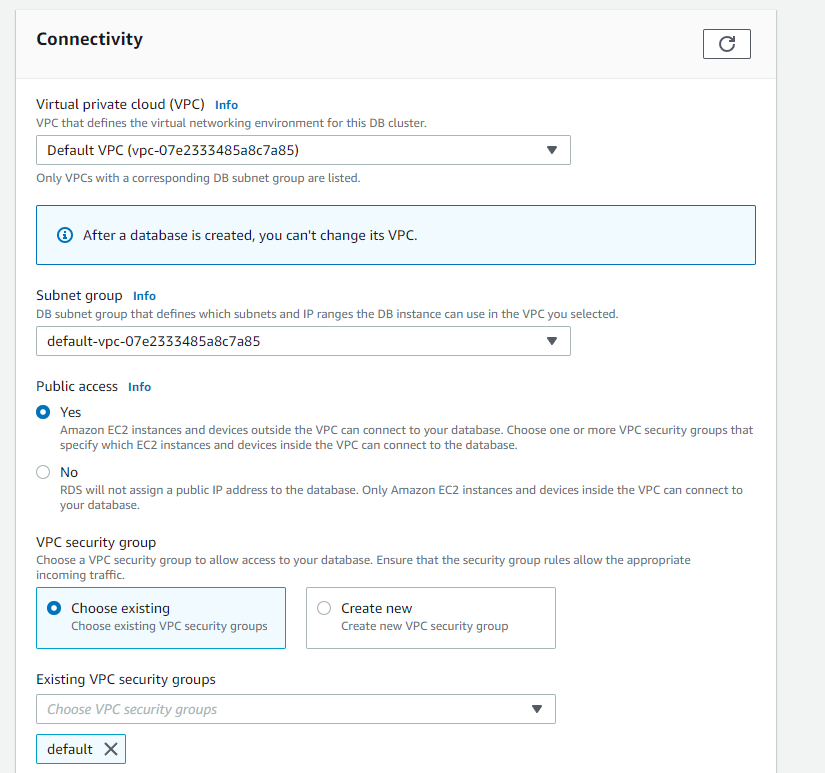 Connectivity
Virtual private cloud (VPC) Info
VPC that defines the virtual networking environment for this DB cluster.
Default VPC (vpc-07e2333485a8c7a85)
Only VPCs with a corresponding DB subnet group are listed.
After a database is created, you can't change its VPC.
Subnet group Info
DB subnet group that defines which subnets and IP ranges the DB instance can use in the VPC you selected.
default-vpc-07e2333485a8c7a85
Public access Info
Yes
Amazon EC2 instances and devices outside the VPC can connect to your database. Choose one or more VPC security groups that
specify which EC2 instances and devices inside the VPC can connect to the database.
No
RDS will not assign a public IP address to the database. Only Amazon EC2 instances and devices inside the VPC can connect to
your database.
VPC security group
Choose a VPC security group to allow access to your database. Ensure that the security group rules allow the appropriate
incoming traffic.
Choose existing
Choose existing VPC security groups
Create new
Create new VPC security group
Existing VPC security groups
Choose VPC security groups
default